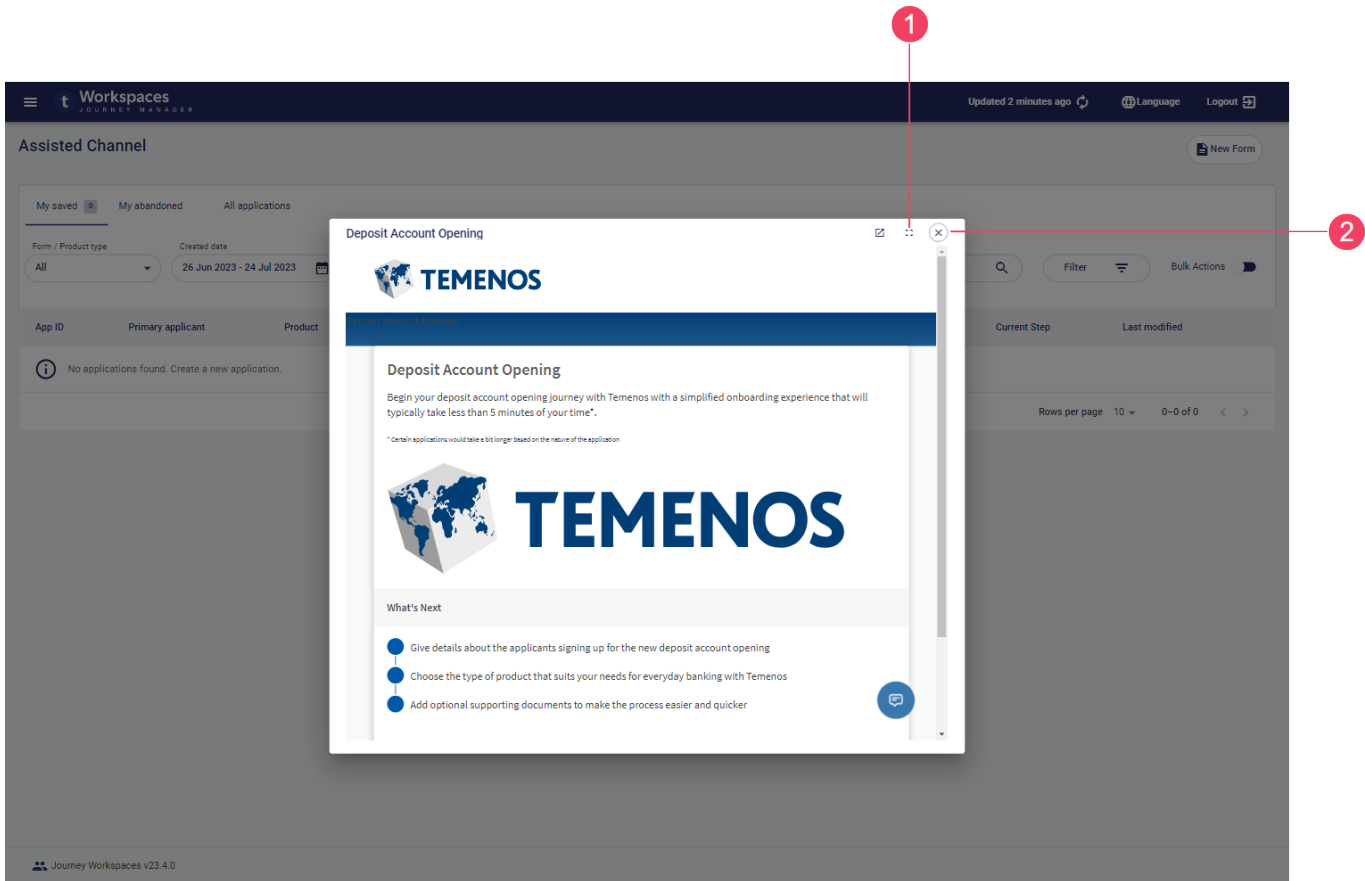 1
t Workspaces
JOURNEY MANAGER
Updated 2 minutes ago
Language
Logout
Assisted Channel
New Form
My saved 0 My abandoned All applications
Form / Product type
Created date
All
26 Jun 2023 - 24 Jul 2023
Filter
Bulk Actions
App ID Primary applicant Product
Current Step Last modified
No applications found. Create a new application.
Rows per page 10 0–0 of 0
Deposit Account Opening
2
TEMENOS
Deposit Account Opening
Deposit Account Opening
Begin your deposit account opening journey with Temenos with a simplified onboarding experience that will
typically take less than 5 minutes of your time*.
* Certain applications would take a bit longer based on the nature of the application
TEMENOS
What's Next
Give details about the applicants signing up for the new deposit account opening
Choose the type of product that suits your needs for everyday banking with Temenos
Add optional supporting documents to make the process easier and quicker
Journey Workspaces v23.4.0